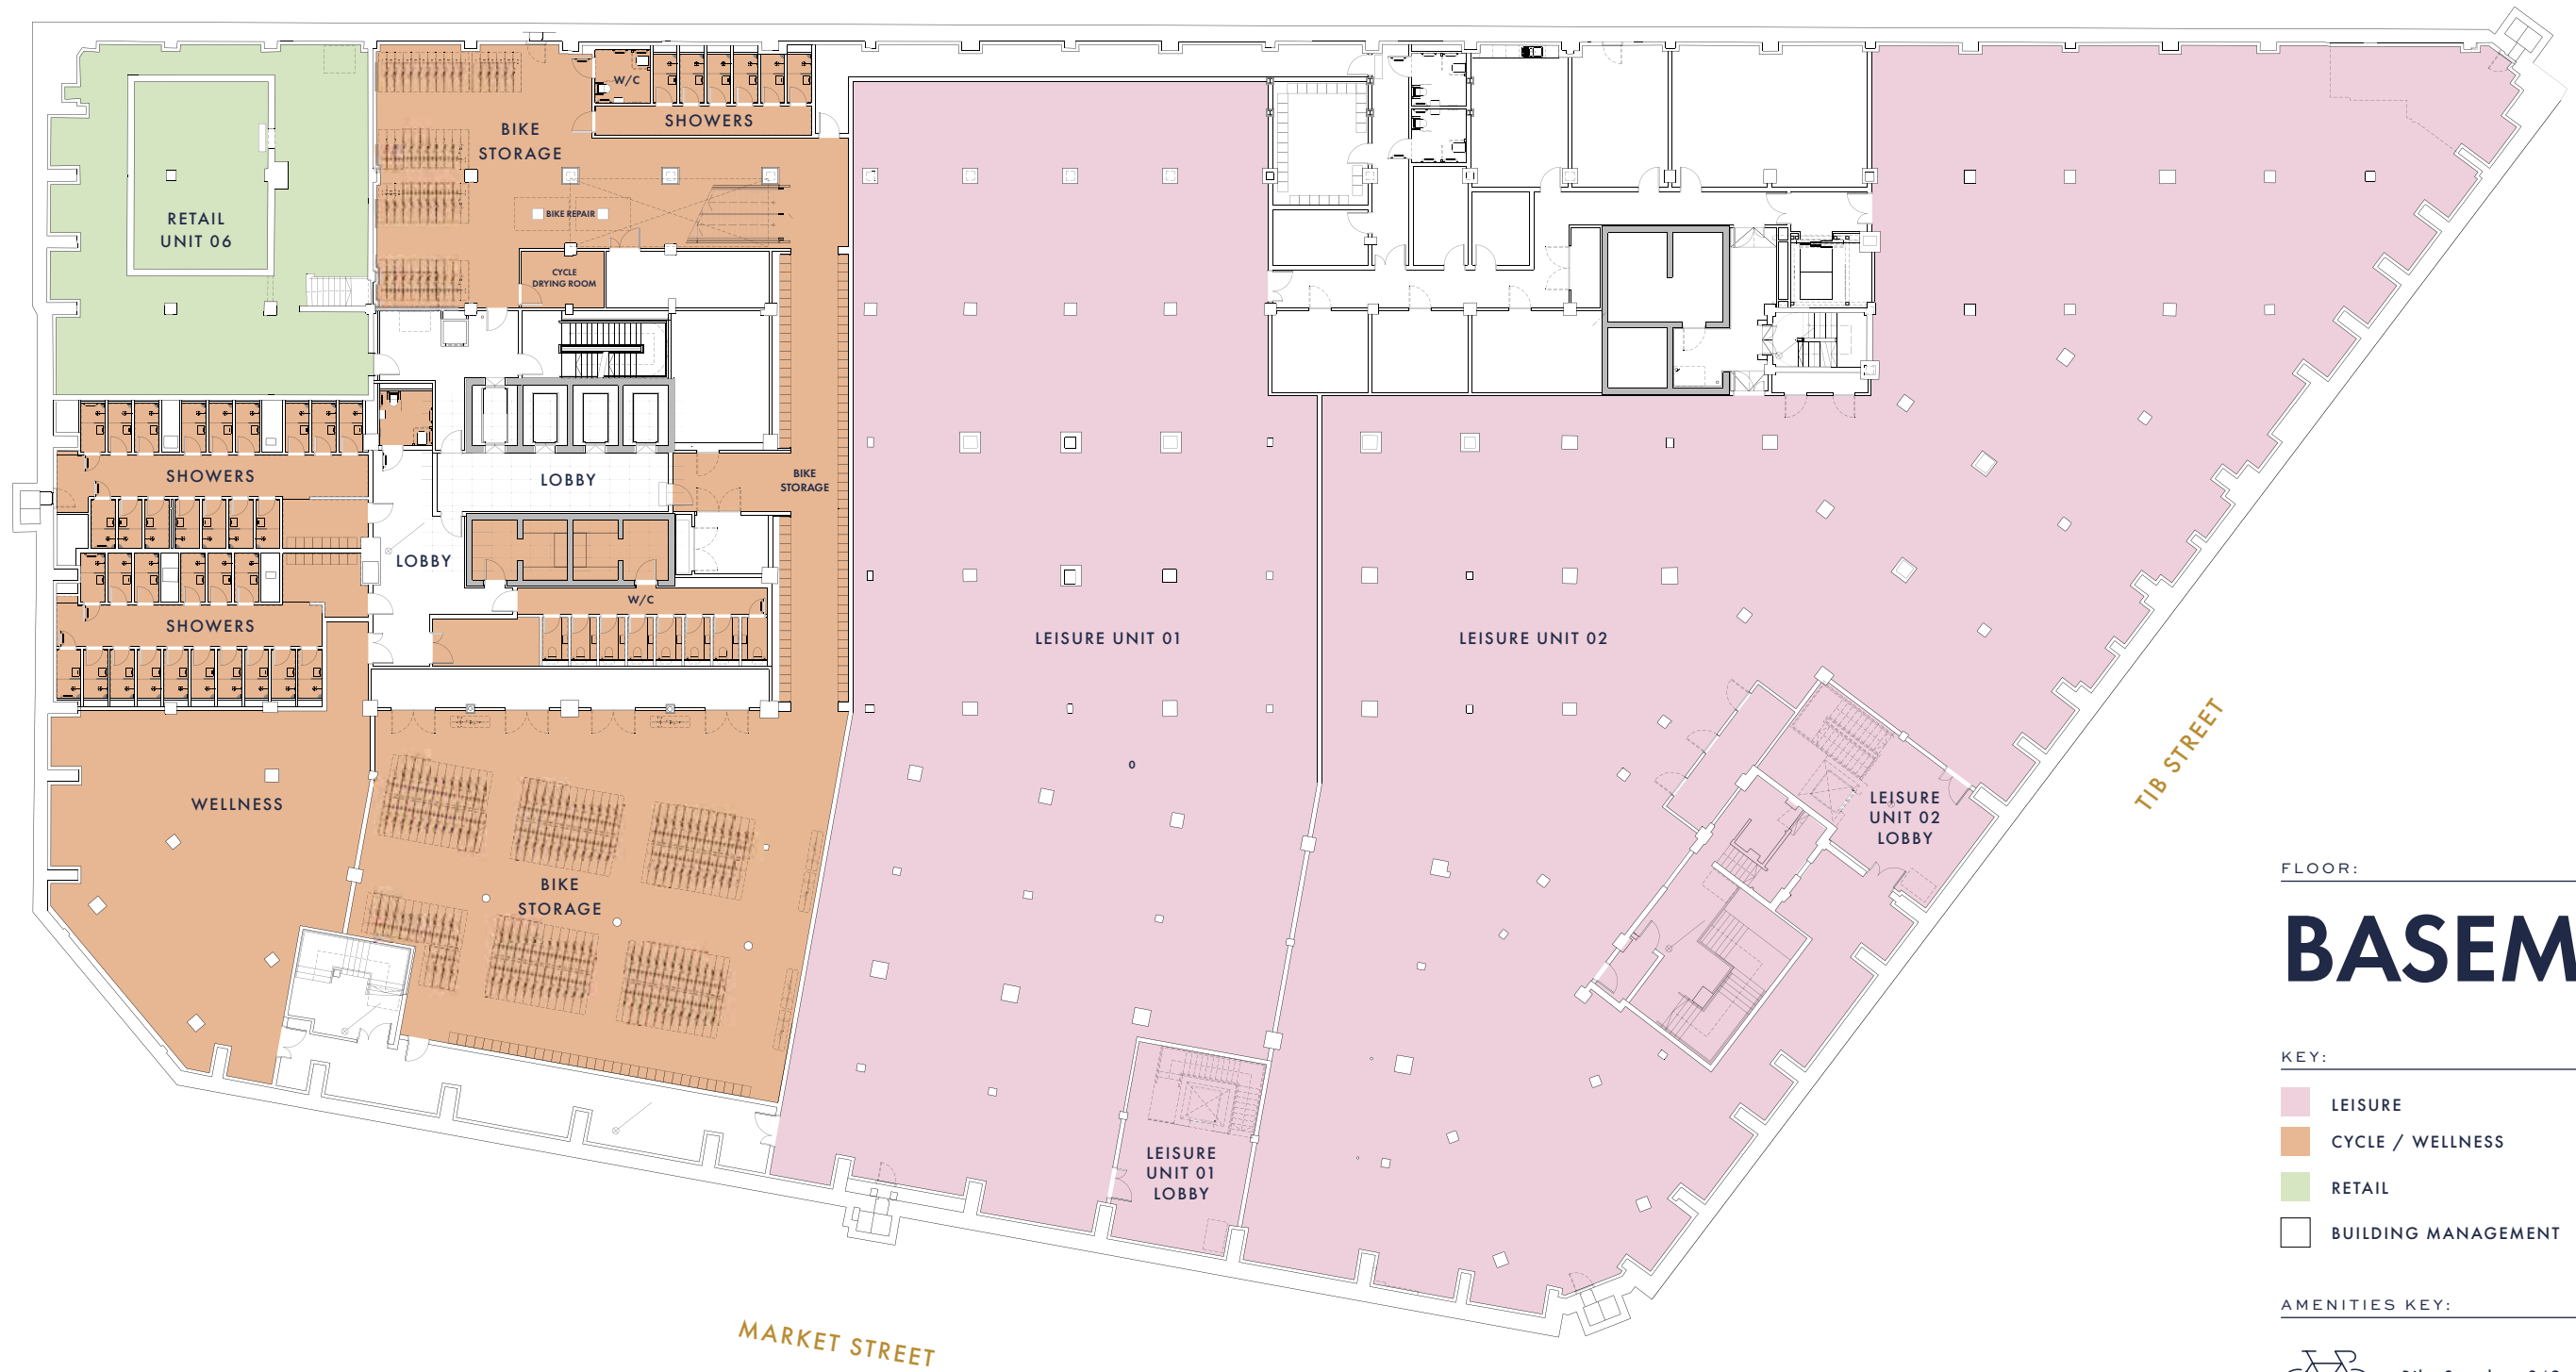 W/C
SHOWERS
BIKE
STORAGE
RETAIL
UNIT 06
BIKE REPAIR
CYCLE
DRYING ROOM
SHOWERS
LOBBY
BIKE
STORAGE
LOBBY
W/C
SHOWERS
LEISURE UNIT 01
LEISURE UNIT 02
WELLNESS
BIKE
STORAGE
LEISURE
UNIT 02
LOBBY
LEISURE
UNIT 01
LOBBY
TIB STREET
MARKET STREET
FLOOR:
BASEM
KEY:
LEISURE
CYCLE / WELLNESS
RETAIL
BUILDING MANAGEMENT
AMENITIES KEY: